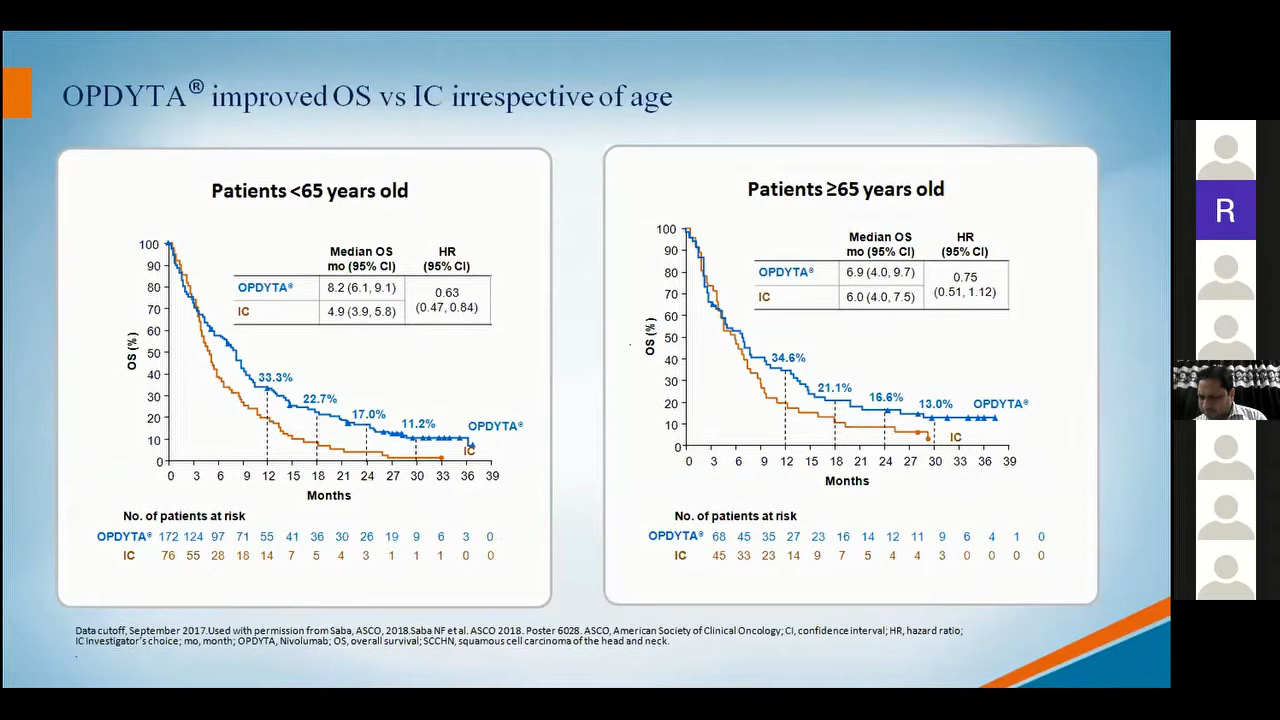 OPDYTA® improved OS vs IC irrespective of age
Patients <65 years old
Median OS
mo (95% CI)
HR
(95% CI)
OPDYTA®
8.2 (6.1, 9.1)
0.63
(0.47, 0.84)
IC
4.9 (3.9, 5.8)
100
90
80
70
60
50
40
30
20
10
0
OS (%)
33.3%
22.7%
17.0%
11.2%
OPDYTA®
IC
0 3 6 9 12 15 18 21 24 27 30 33 36 39
Months
No. of patients at risk
OPDYTA® 172 124 97 71 55 41 36 30 26 19 9 6 3 0
IC 76 55 28 18 14 7 5 4 3 1 1 1 0 0
Patients ≥65 years old
Median OS
mo (95% CI)
HR
(95% CI)
OPDYTA®
6.9 (4.0, 9.7)
0.75
(0.51, 1.12)
IC
6.0 (4.0, 7.5)
100
90
80
70
60
50
40
30
20
10
0
OS (%)
34.6%
21.1%
16.6%
13.0%
OPDYTA®
IC
0 3 6 9 12 15 18 21 24 27 30 33 36 39
Months
No. of patients at risk
OPDYTA® 68 45 35 27 23 16 14 12 11 9 6 4 1 0
IC 45 33 23 14 9 7 5 4 4 3 0 0 0 0
Data cutoff, September 2017.Used with permission from Saba, ASCO, 2018.Saba NF et al. ASCO 2018. Poster 6028. ASCO, American Society of Clinical Oncology; CI, confidence interval; HR, hazard ratio;
IC Investigator's choice; mo, month; OPDYTA, Nivolumab; OS, overall survival; SCCHN, squamous cell carcinoma of the head and neck.
R